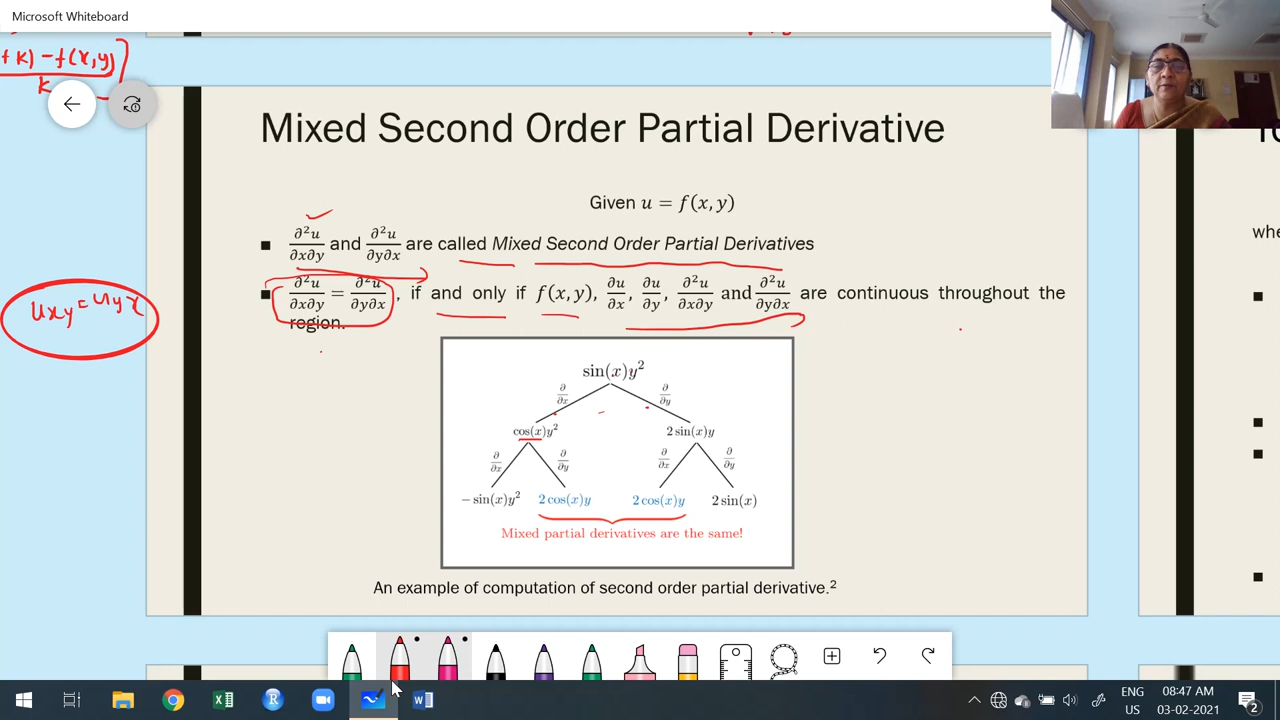 Microsoft Whiteboard
+ k) - f(x,y)
k
Mixed Second Order Partial Derivative
Given u = f(x, y)
■ ∂²u/∂x∂y and ∂²u/∂y∂x are called Mixed Second Order Partial Derivatives
■ ∂²u/∂x∂y = ∂²u/∂y∂x , if and only if f(x, y), ∂u/∂x, ∂u/∂y, ∂²u/∂x∂y and ∂²u/∂y∂x are continuous throughout the
region.
uxy = uyx
whe
sin(x)y²
∂/∂x ∂/∂y
cos(x)y² 2 sin(x)y
∂/∂x ∂/∂y ∂/∂x ∂/∂y
− sin(x)y² 2 cos(x)y 2 cos(x)y 2 sin(x)
Mixed partial derivatives are the same!
An example of computation of second order partial derivative.²
ENG
US
08:47 AM
03-02-2021
2